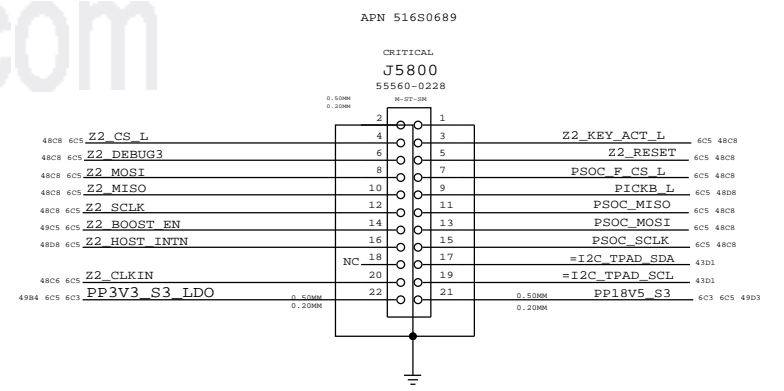 com
APN 516S0689
CRITICAL
J5800
55560-0228
M-ST-SM
0.50MM
0.20MM
2 1
48C8 6C5 Z2_CS_L 4 3 Z2_KEY_ACT_L 6C5 48C8
48C8 6C5 Z2_DEBUG3 6 5 Z2_RESET 6C5 48C8
48C8 6C5 Z2_MOSI 8 7 PSOC_F_CS_L 6C5 48C8
48C8 6C5 Z2_MISO 10 9 PICKB_L 6C5 48D8
48C8 6C5 Z2_SCLK 12 11 PSOC_MISO 6C5 48C8
49C5 6C5 Z2_BOOST_EN 14 13 PSOC_MOSI 6C5 48C8
48D8 6C5 Z2_HOST_INTN 16 15 PSOC_SCLK 6C5 48C8
NC 18 17 =I2C_TPAD_SDA 43D1
48C6 6C5 Z2_CLKIN 20 19 =I2C_TPAD_SCL 43D1
49B4 6C5 6C3 PP3V3_S3_LDO 0.50MM 22 21 0.50MM PP18V5_S3 6C3 6C5 49D3
0.20MM 0.20MM